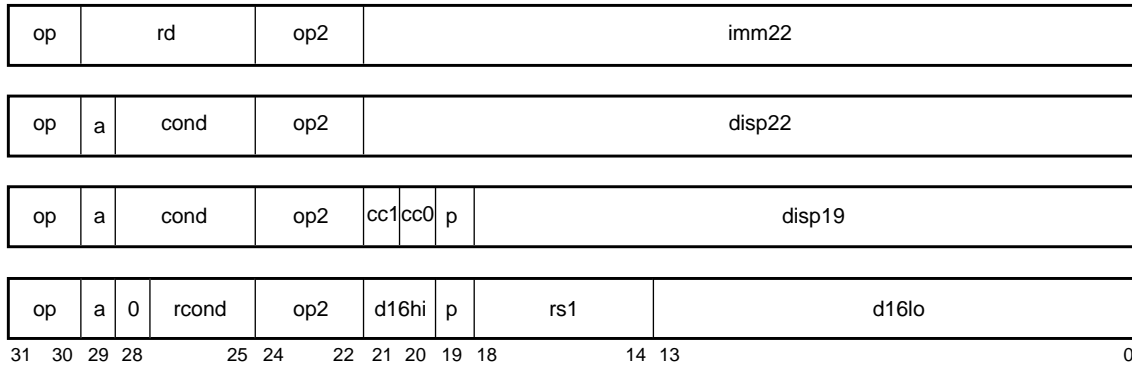 op rd op2 imm22
op a cond op2 disp22
op a cond op2 cc1 cc0 p disp19
op a 0 rcond op2 d16hi p rs1 d16lo
31 30 29 28 25 24 22 21 20 19 18 14 13 0